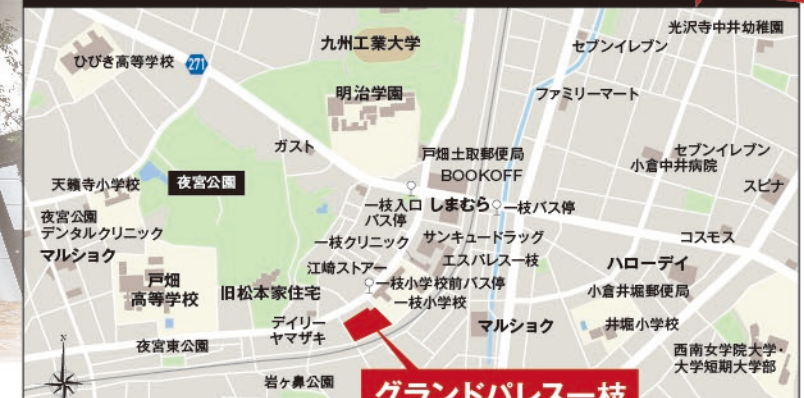 光沢寺中井幼稚園
九州工業大学
セブンイレブン
ひびき高等学校
271
明治学園
ファミリーマート
ガスト
戸畑土取郵便局
セブンイレブン
BOOKOFF
小倉中井病院
天籟寺小学校
夜宮公園
スピナ
一枝入口
バス停
しまむら
一枝バス停
夜宮公園
デンタルクリニック
一枝クリニック
サンキュードラッグ
コスモス
マルショク
江崎ストアー
エスパレス一枝
ハローデイ
戸畑
高等学校
旧松本家住宅
一枝小学校前バス停
小倉井堀郵便局
一枝小学校
デイリー
ヤマザキ
マルショク
井堀小学校
夜宮東公園
西南女学院大学・
大学短期大学部
N
岩ヶ鼻公園
グランドパレス一枝